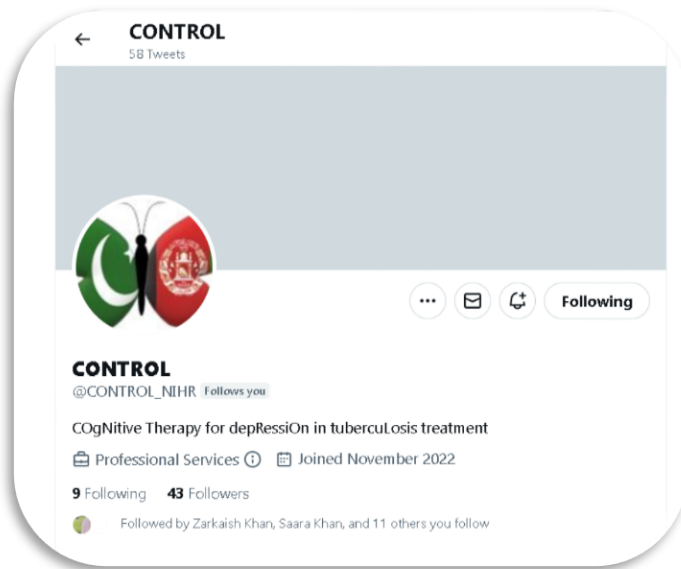 CONTROL
58 Tweets
Following
CONTROL
@CONTROL_NIHR Follows you
COgNitive Therapy for depRessiOn in tubercuLosis treatment
Professional Services Joined November 2022
9 Following 43 Followers
Followed by Zarkaish Khan, Saara Khan, and 11 others you follow